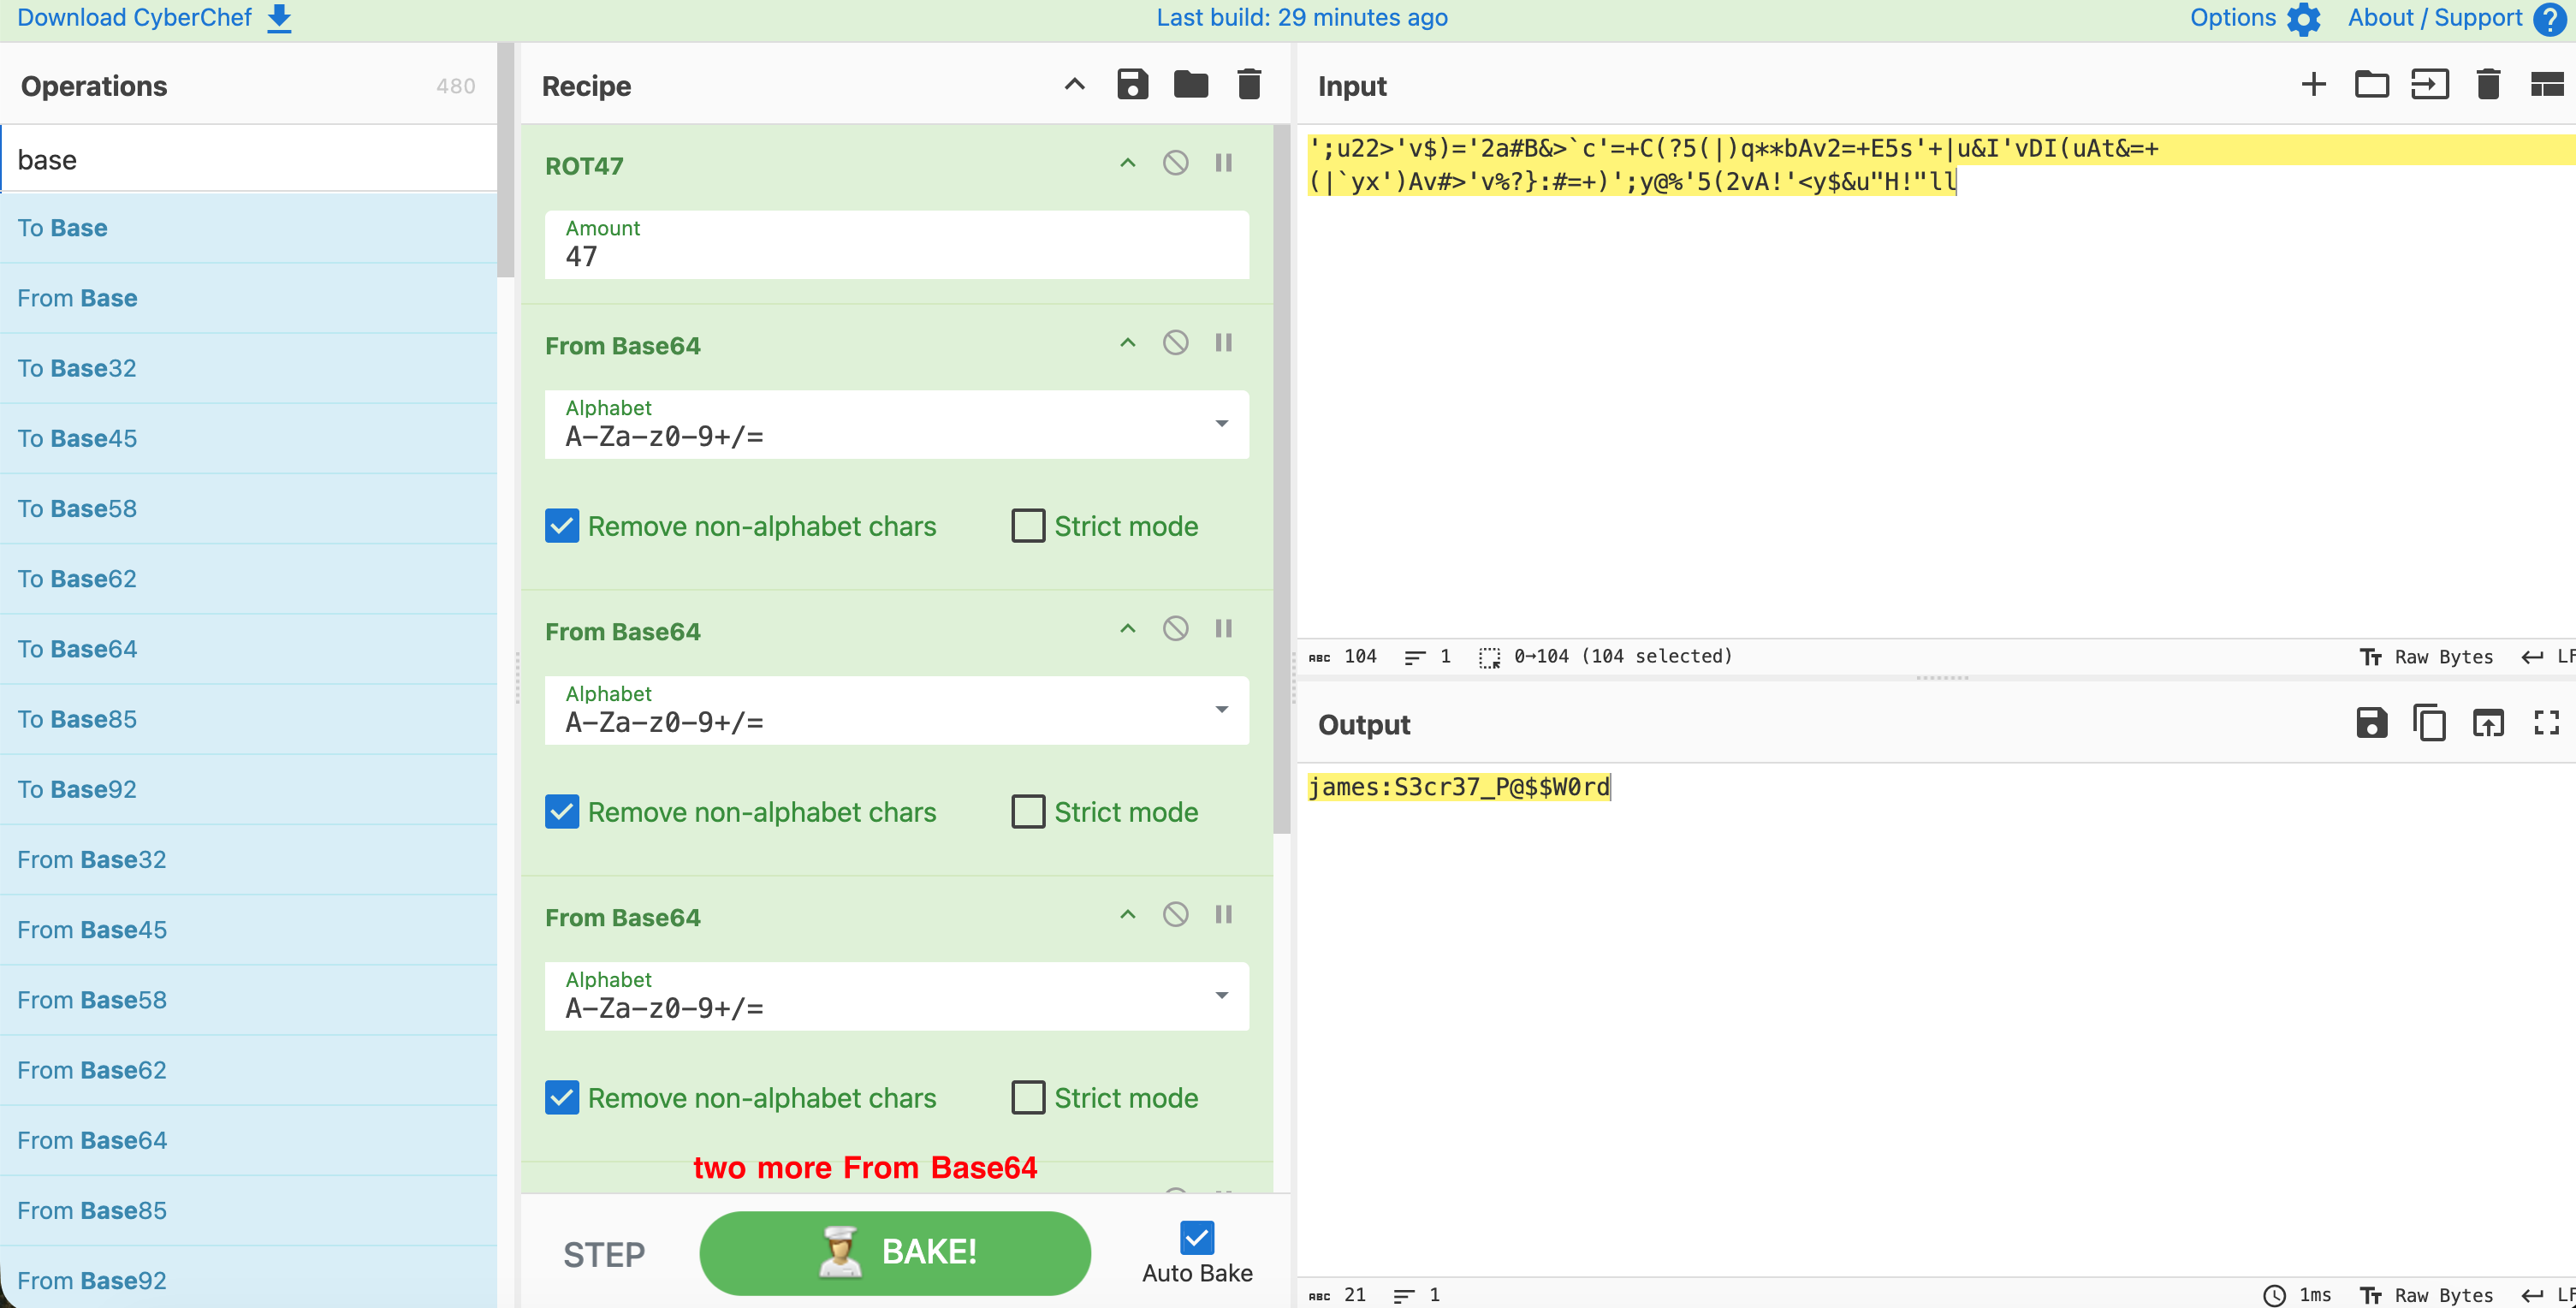 Download CyberChef
Last build: 29 minutes ago
Options
About / Support
Operations
480
base
To Base
From Base
To Base32
To Base45
To Base58
To Base62
To Base64
To Base85
To Base92
From Base32
From Base45
From Base58
From Base62
From Base64
From Base85
From Base92
Recipe
ROT47
Amount
47
From Base64
Alphabet
A-Za-z0-9+/=
Remove non-alphabet chars
Strict mode
From Base64
Alphabet
A-Za-z0-9+/=
Remove non-alphabet chars
Strict mode
From Base64
Alphabet
A-Za-z0-9+/=
Remove non-alphabet chars
Strict mode
two more From Base64
STEP
BAKE!
Auto Bake
Input
';u22>'v$)='2a#B&>`c'=+C(?5(|)q**bAv2=+E5s'+|u&I'vDI(uAt&=+
(|`yx')Av#>'v%?}:#=+)';y@%'5(2vA!'<y$&u"H!"ll
ABC 104 1 0→104 (104 selected)
Raw Bytes LF
Output
james:S3cr37_P@$$W0rd
ABC 21 1
1ms Raw Bytes LF